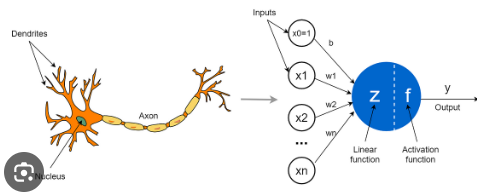 Dendrites
Axon
Nucleus
Inputs
x0=1
b
x1
w1
x2
w2
...
wn
xn
z
f
y
Output
Linear
function
Activation
function